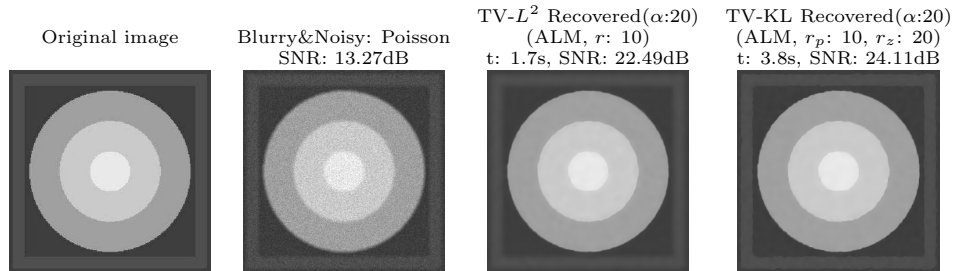 Original image
Blurry&Noisy: Poisson
SNR: 13.27dB
TV-L² Recovered(α:20)
(ALM, r: 10)
t: 1.7s, SNR: 22.49dB
TV-KL Recovered(α:20)
(ALM, rₚ: 10, r_z: 20)
t: 3.8s, SNR: 24.11dB